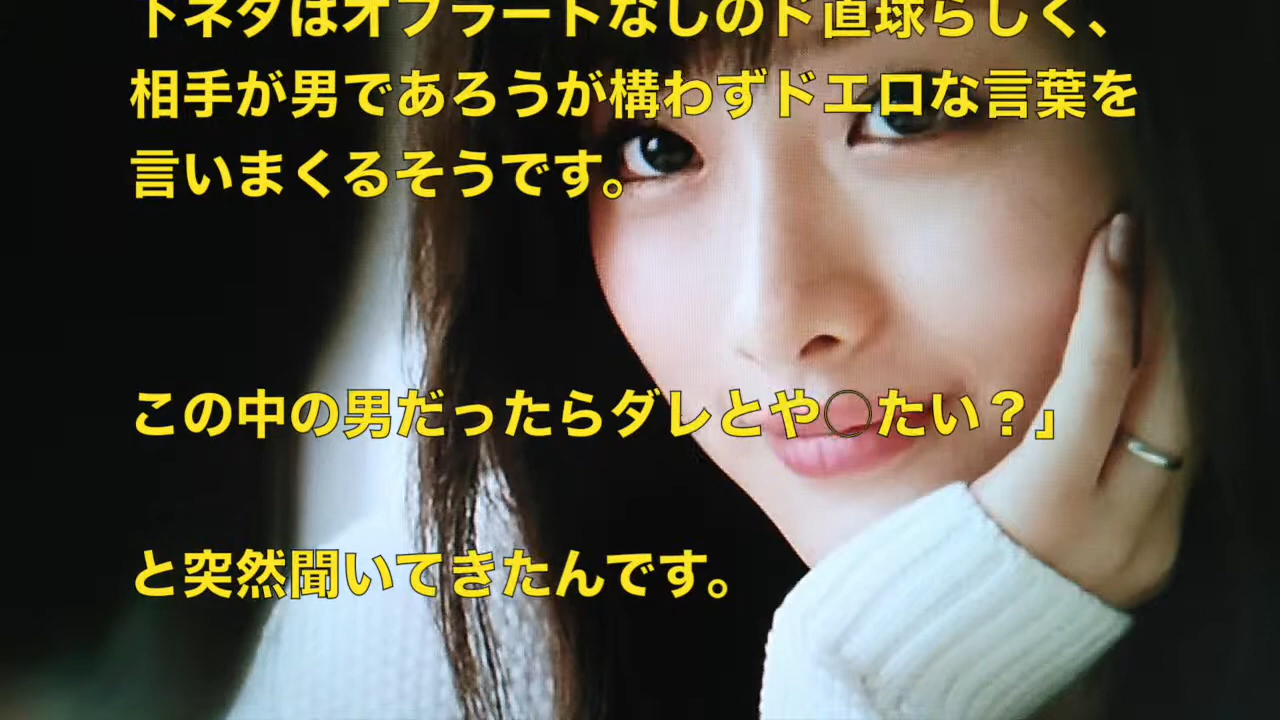 下ネタはオブラートなしのド直球らしく、
相手が男であろうが構わずドエロな言葉を
言いまくるそうです。
この中の男だったらダレとや○たい？」
と突然聞いてきたんです。